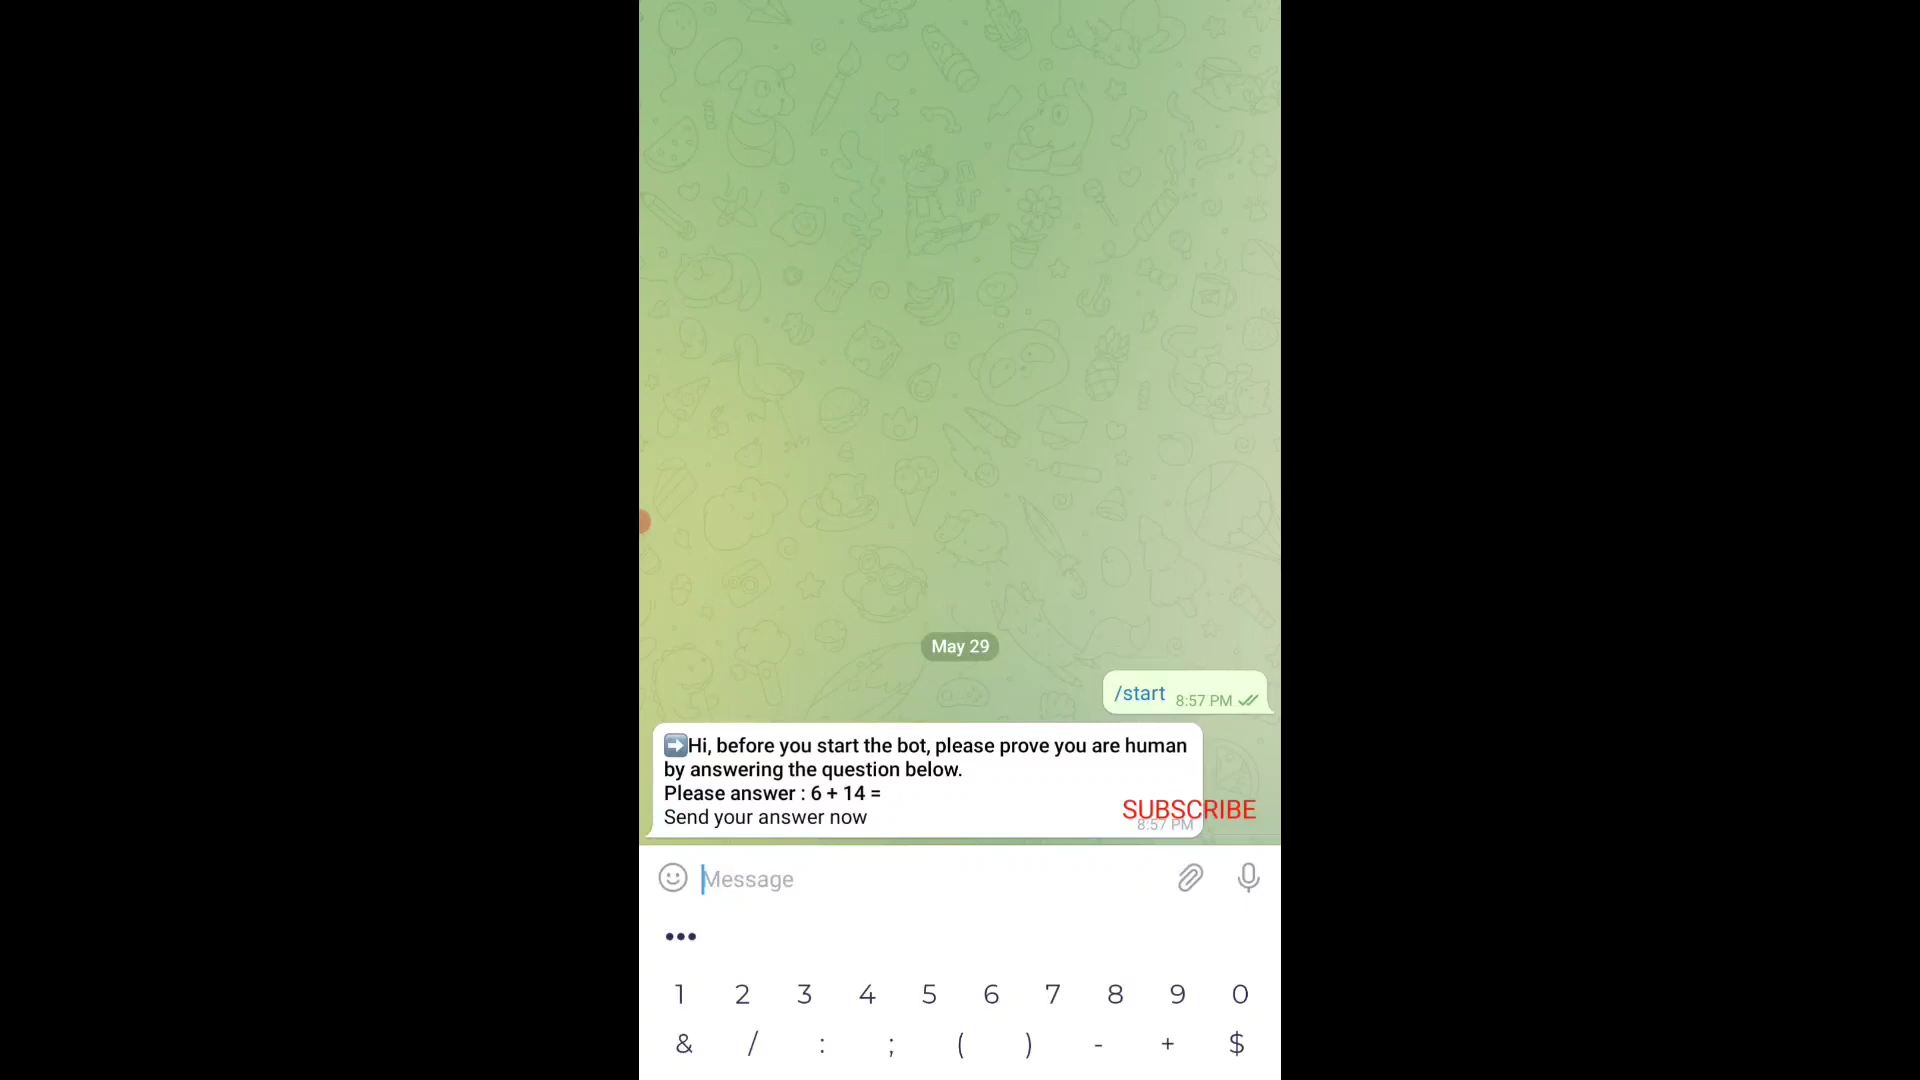 May 29
/start 8:57 PM
➡️Hi, before you start the bot, please prove you are human
by answering the question below.
Please answer : 6 + 14 =
Send your answer now
SUBSCRIBE
8:57 PM
Message
1 2 3 4 5 6 7 8 9 0
& / : ; ( ) - + $